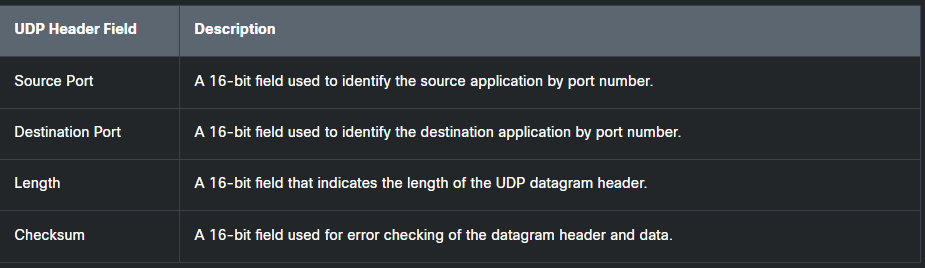 UDP Header Field Description
Source Port A 16-bit field used to identify the source application by port number.
Destination Port A 16-bit field used to identify the destination application by port number.
Length A 16-bit field that indicates the length of the UDP datagram header.
Checksum A 16-bit field used for error checking of the datagram header and data.